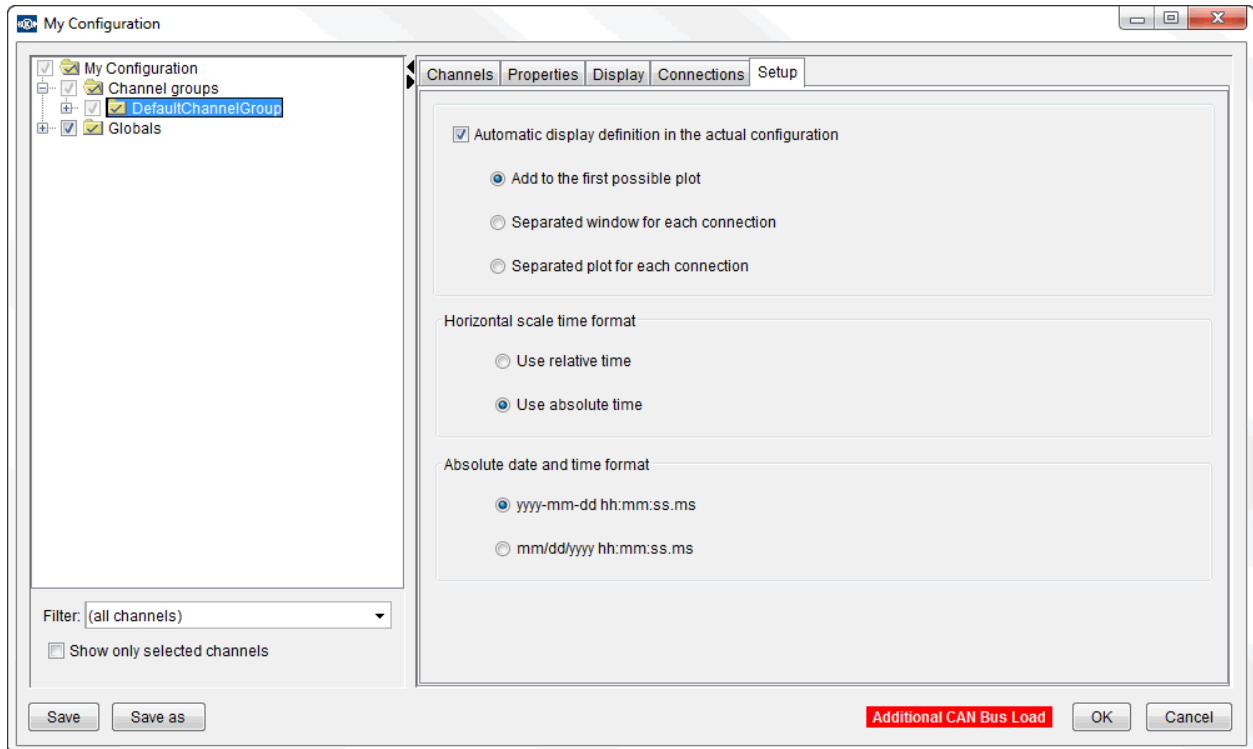 My Configuration
My Configuration
Channel groups
DefaultChannelGroup
Globals
Filter: (all channels)
Show only selected channels
Channels Properties Display Connections Setup
Automatic display definition in the actual configuration
Add to the first possible plot
Separated window for each connection
Separated plot for each connection
Horizontal scale time format
Use relative time
Use absolute time
Absolute date and time format
yyyy-mm-dd hh:mm:ss.ms
mm/dd/yyyy hh:mm:ss.ms
Save Save as Additional CAN Bus Load OK Cancel